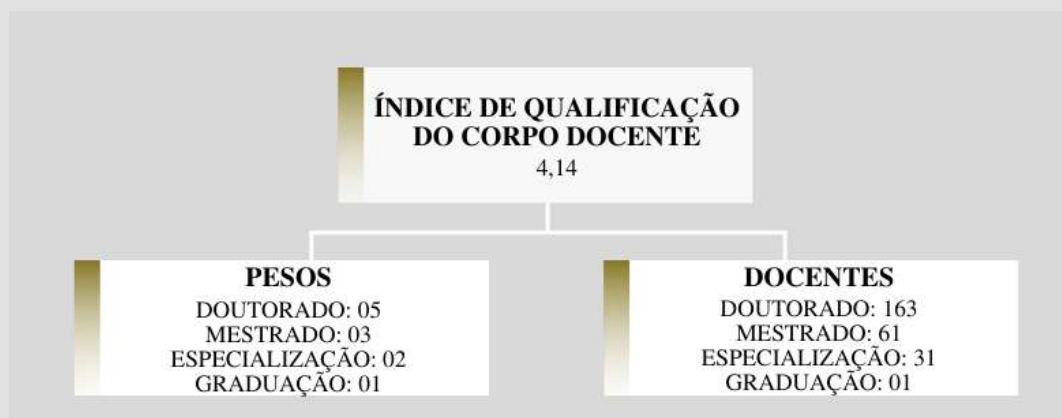 ÍNDICE DE QUALIFICAÇÃO
DO CORPO DOCENTE
4,14
PESOS
DOUTORADO: 05
MESTRADO: 03
ESPECIALIZAÇÃO: 02
GRADUAÇÃO: 01
DOCENTES
DOUTORADO: 163
MESTRADO: 61
ESPECIALIZAÇÃO: 31
GRADUAÇÃO: 01